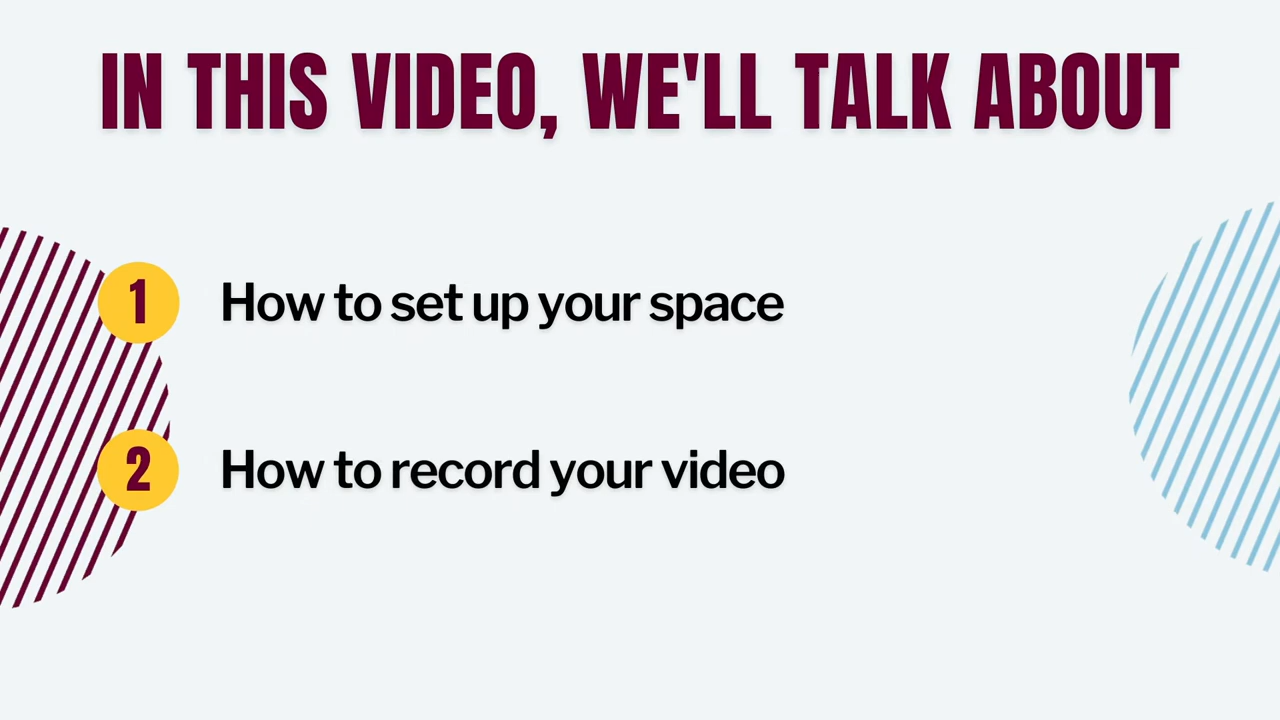 IN THIS VIDEO, WE'LL TALK ABOUT
1 How to set up your space
2 How to record your video